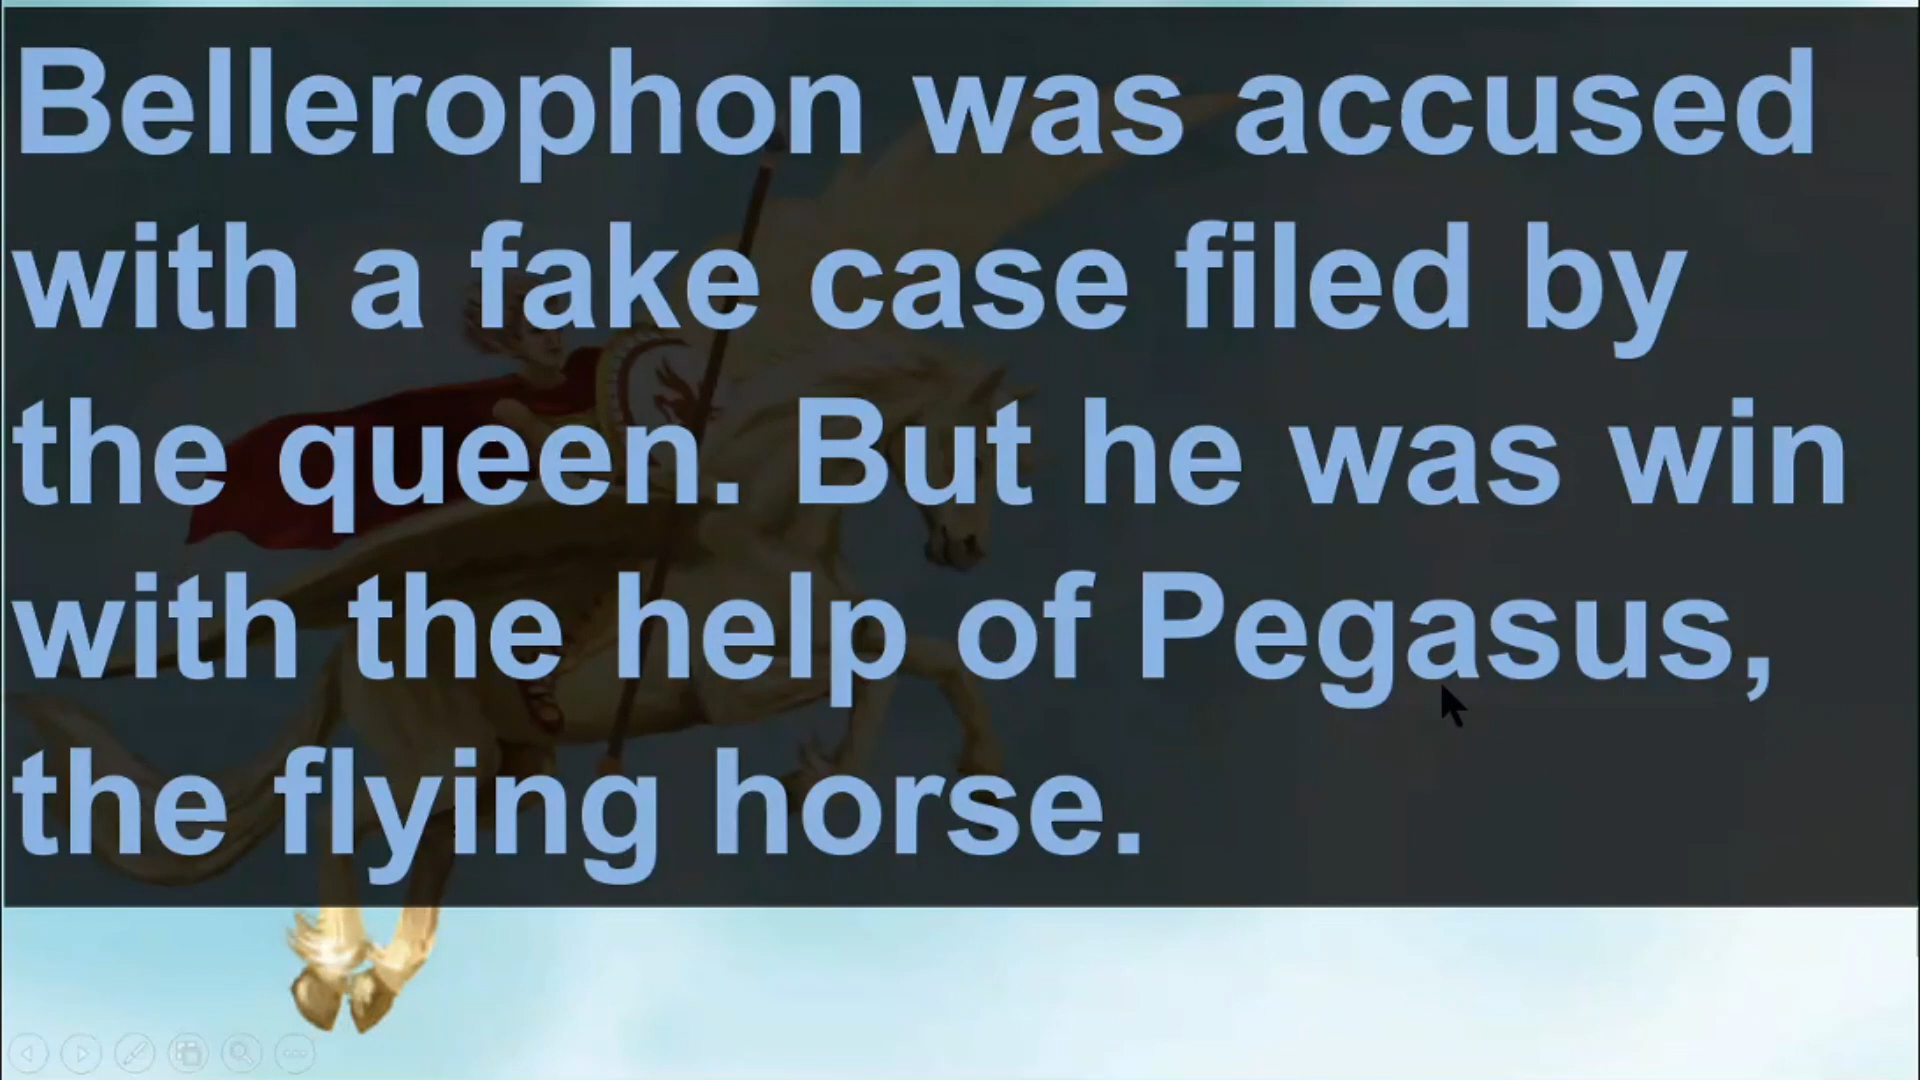 Bellerophon was accused
with a fake case filed by
the queen. But he was win
with the help of Pegasus,
the flying horse.